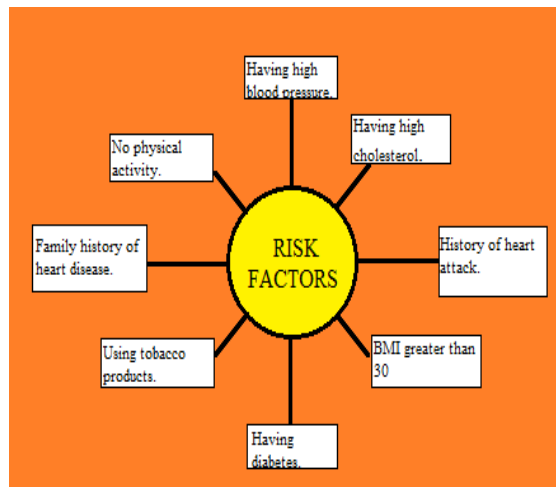 Having high
blood pressure.
Having high
cholesterol.
No physical
activity.
RISK
FACTORS
Family history of
heart disease.
History of heart
attack.
Using tobacco
products.
BMI greater than
30
Having
diabetes.